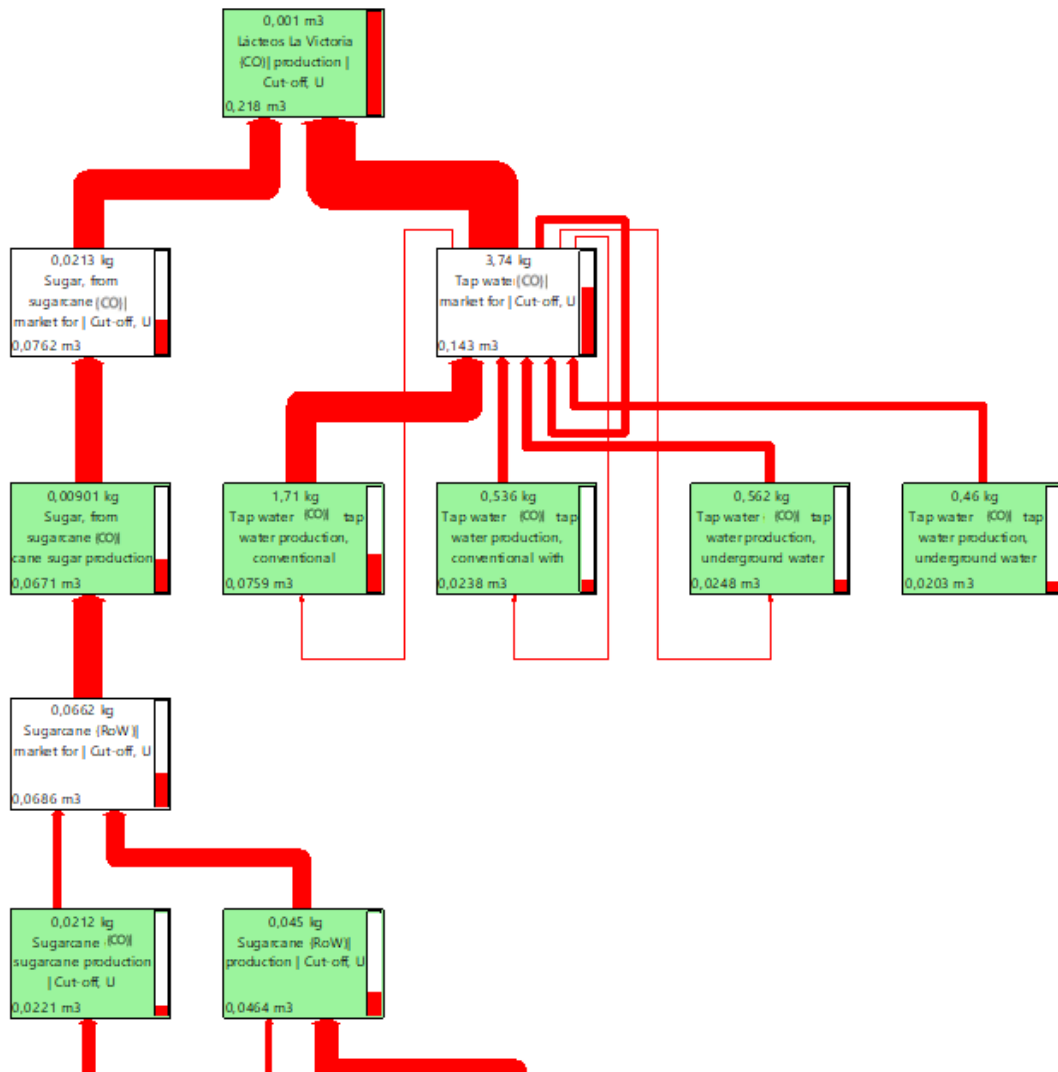 0,001 m3
Lácteos La Victoria
(CO)| production |
Cut-off, U
0,218 m3
0,0213 kg
Sugar, from
sugarcane (CO)|
market for | Cut-off, U
0,0762 m3
3,74 kg
Tap wate (CO)|
market for | Cut-off, U
0,143 m3
0,00901 kg
Sugar, from
sugarcane (CO)|
cane sugar production
0,0671 m3
1,71 kg
Tap water (CO)| tap
water production,
conventional
0,0759 m3
0,536 kg
Tap water (CO)| tap
water production,
conventional with
0,0238 m3
0,562 kg
Tap water (CO)| tap
water production,
underground water
0,0248 m3
0,46 kg
Tap water (CO)| tap
water production,
underground water
0,0203 m3
0,0662 kg
Sugarcane (RoW)|
market for | Cut-off, U
0,0686 m3
0,0212 kg
Sugarcane (CO)|
sugarcane production
| Cut-off, U
0,0221 m3
0,045 kg
Sugarcane (RoW)|
production | Cut-off, U
0,0464 m3